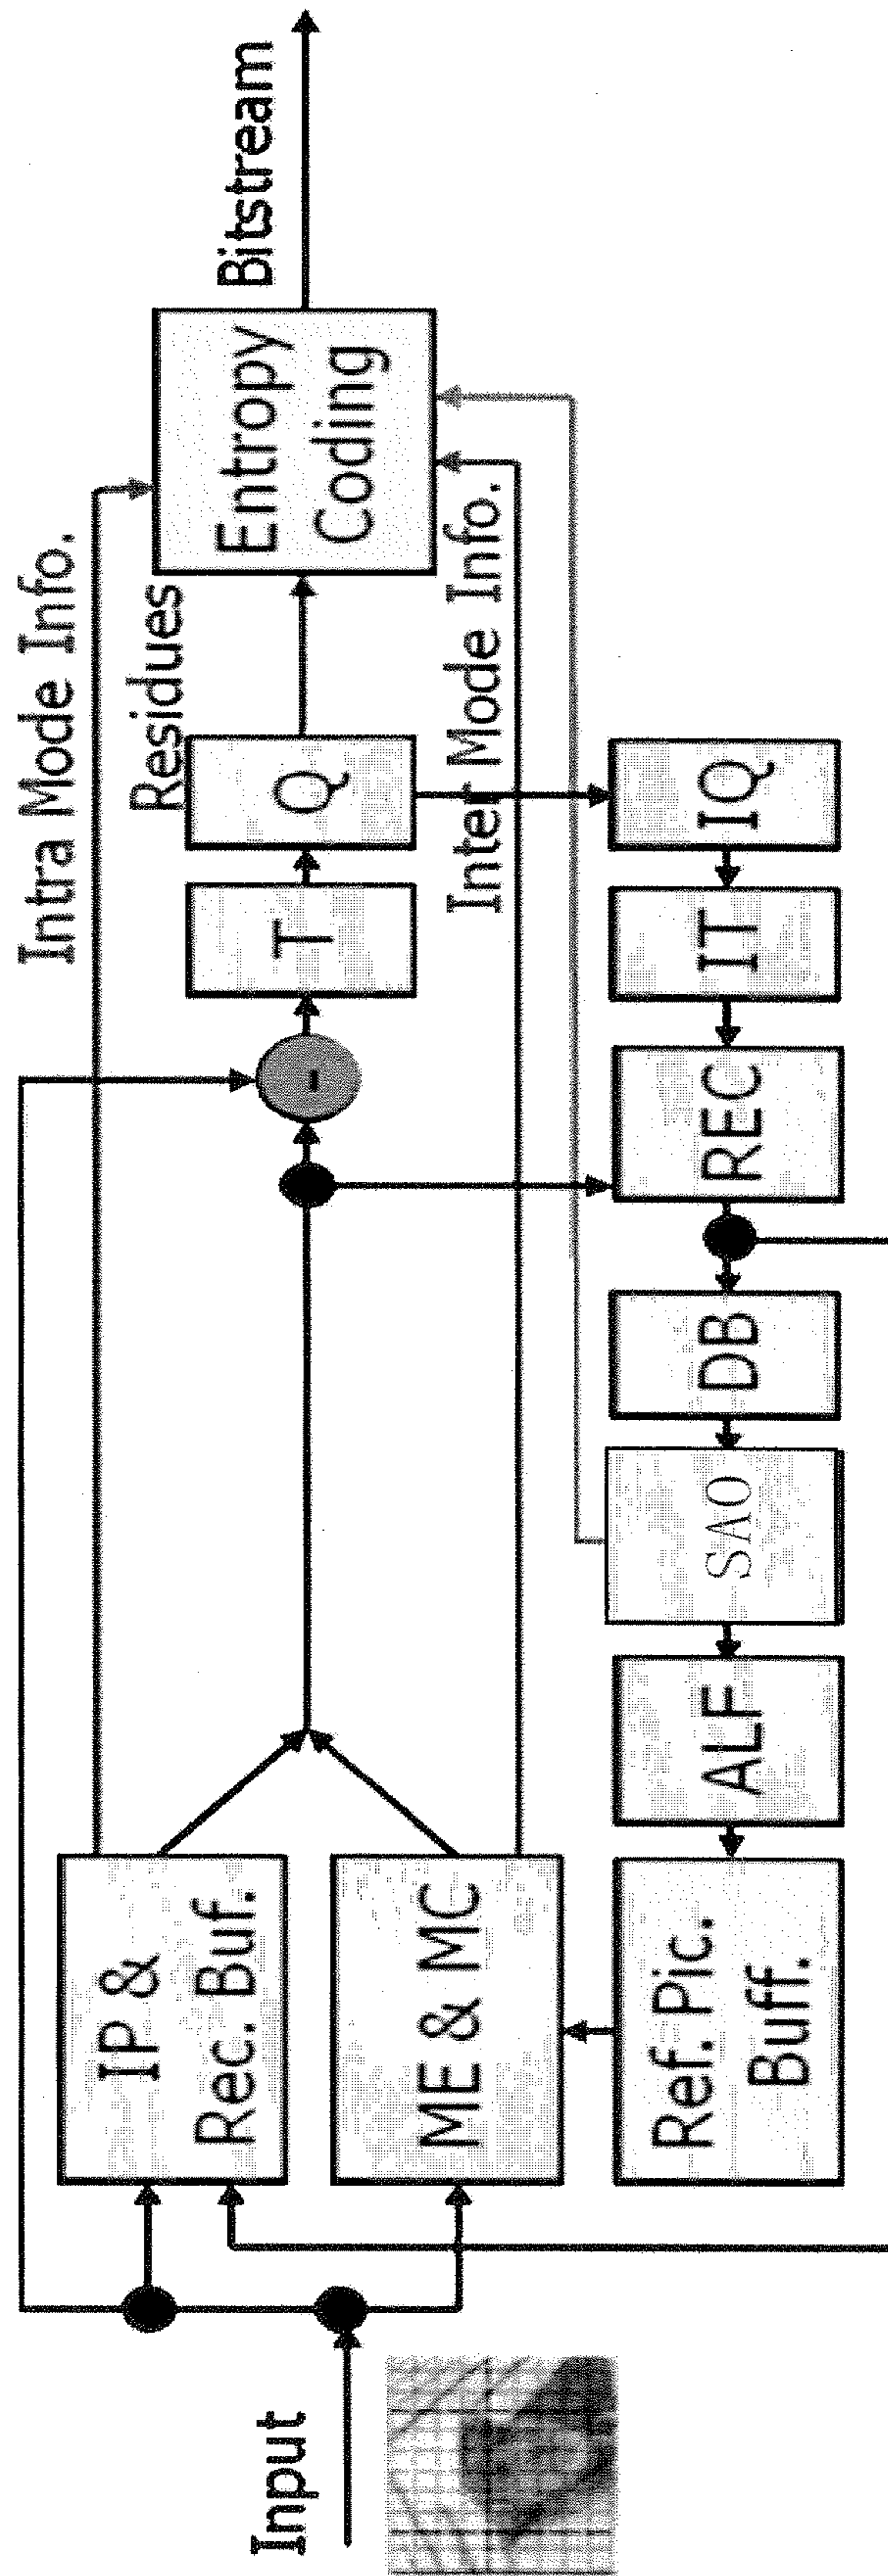 Input
IP &
Rec. Buf.
ME & MC
Ref. Pic.
Buff.
ALF
SAO
DB
REC
IT
IQ
-
T
Q
Residues
Intra Mode Info.
Inter Mode Info.
Entropy
Coding
Bitstream